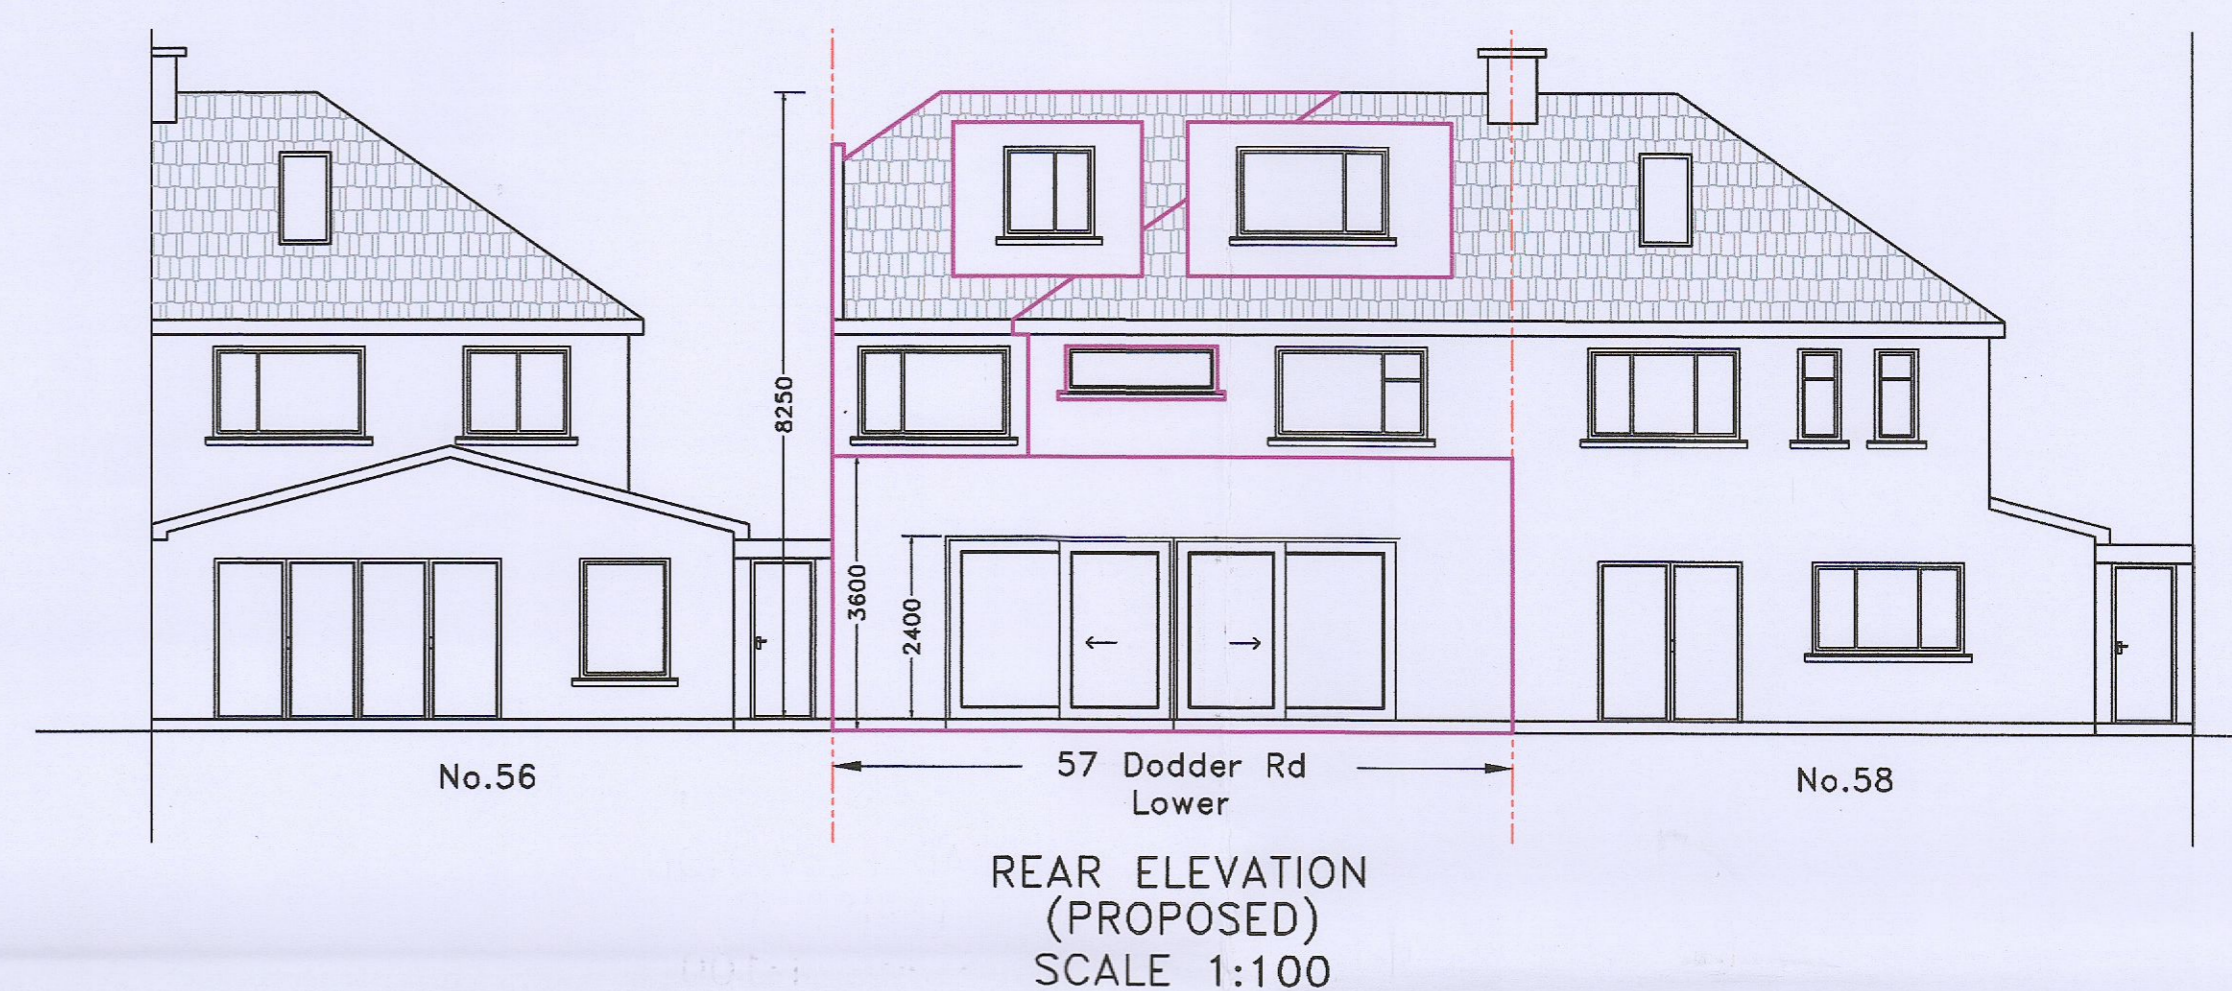 8250
3600
2400
No.56
57 Dodder Rd
Lower
No.58
REAR ELEVATION
(PROPOSED)
SCALE 1:100